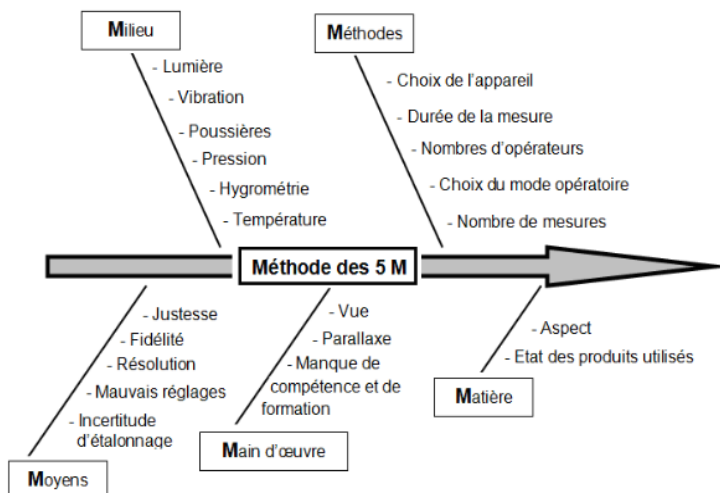 Milieu
- Lumière
- Vibration
- Poussières
- Pression
- Hygrométrie
- Température
Méthodes
- Choix de l'appareil
- Durée de la mesure
- Nombres d'opérateurs
- Choix du mode opératoire
- Nombre de mesures
Méthode des 5 M
- Justesse
- Fidélité
- Résolution
- Mauvais réglages
- Incertitude
d'étalonnage
Moyens
- Vue
- Parallaxe
- Manque de
compétence et de
formation
Main d'œuvre
- Aspect
- Etat des produits utilisés
Matière